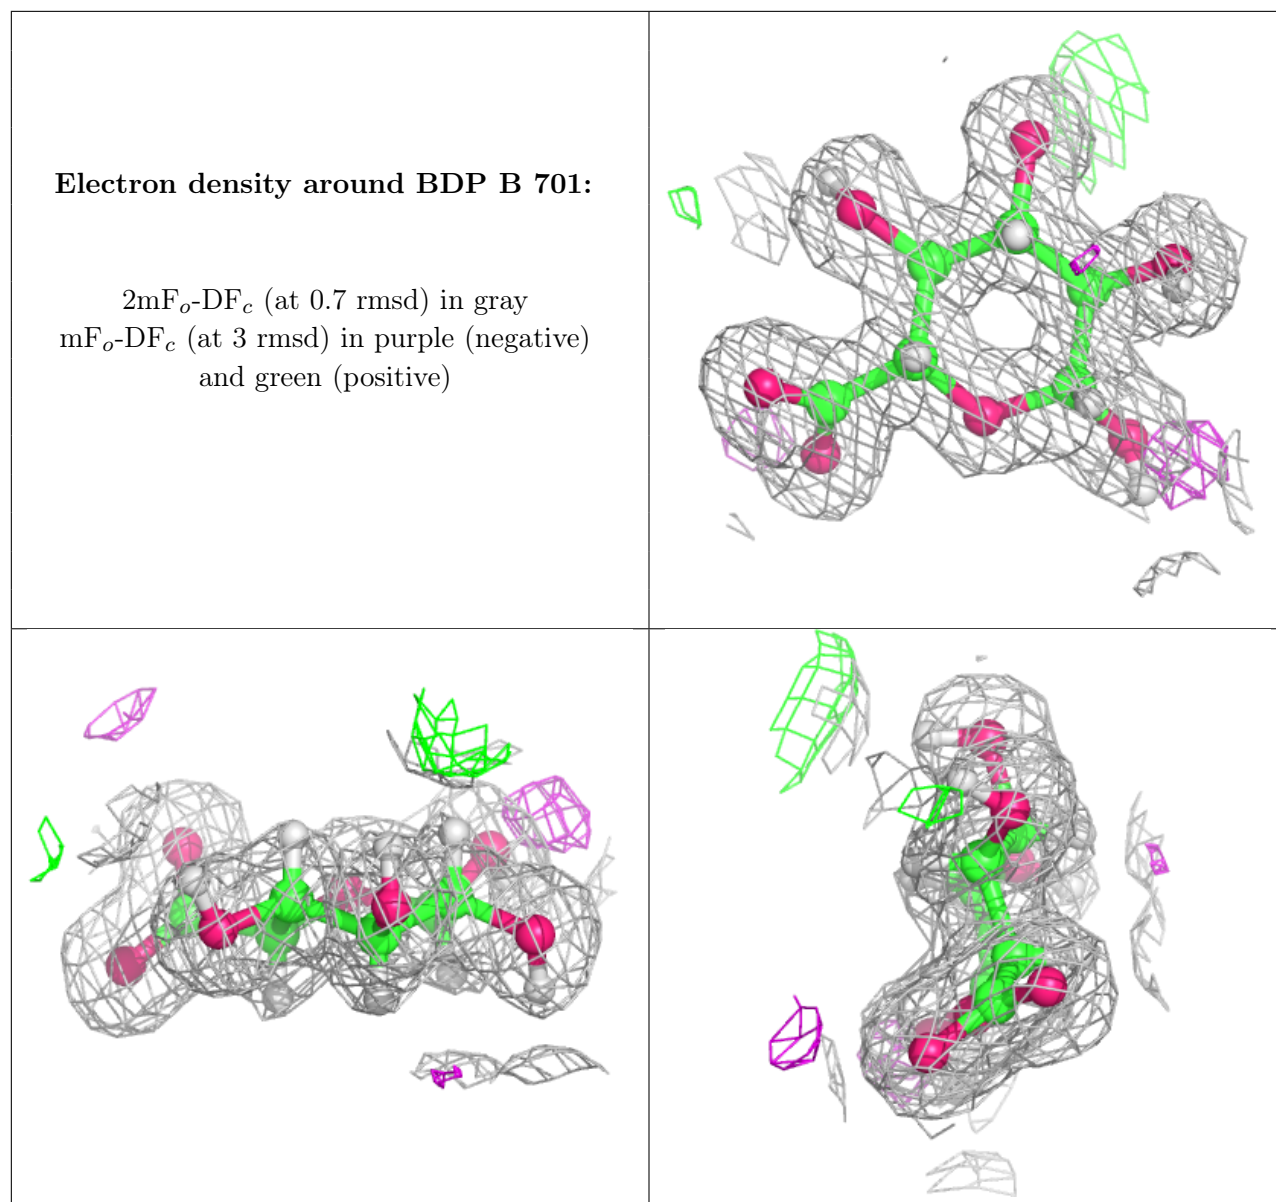 Electron density around BDP B 701:
2mFo-DFc (at 0.7 rmsd) in gray
mFo-DFc (at 3 rmsd) in purple (negative)
and green (positive)